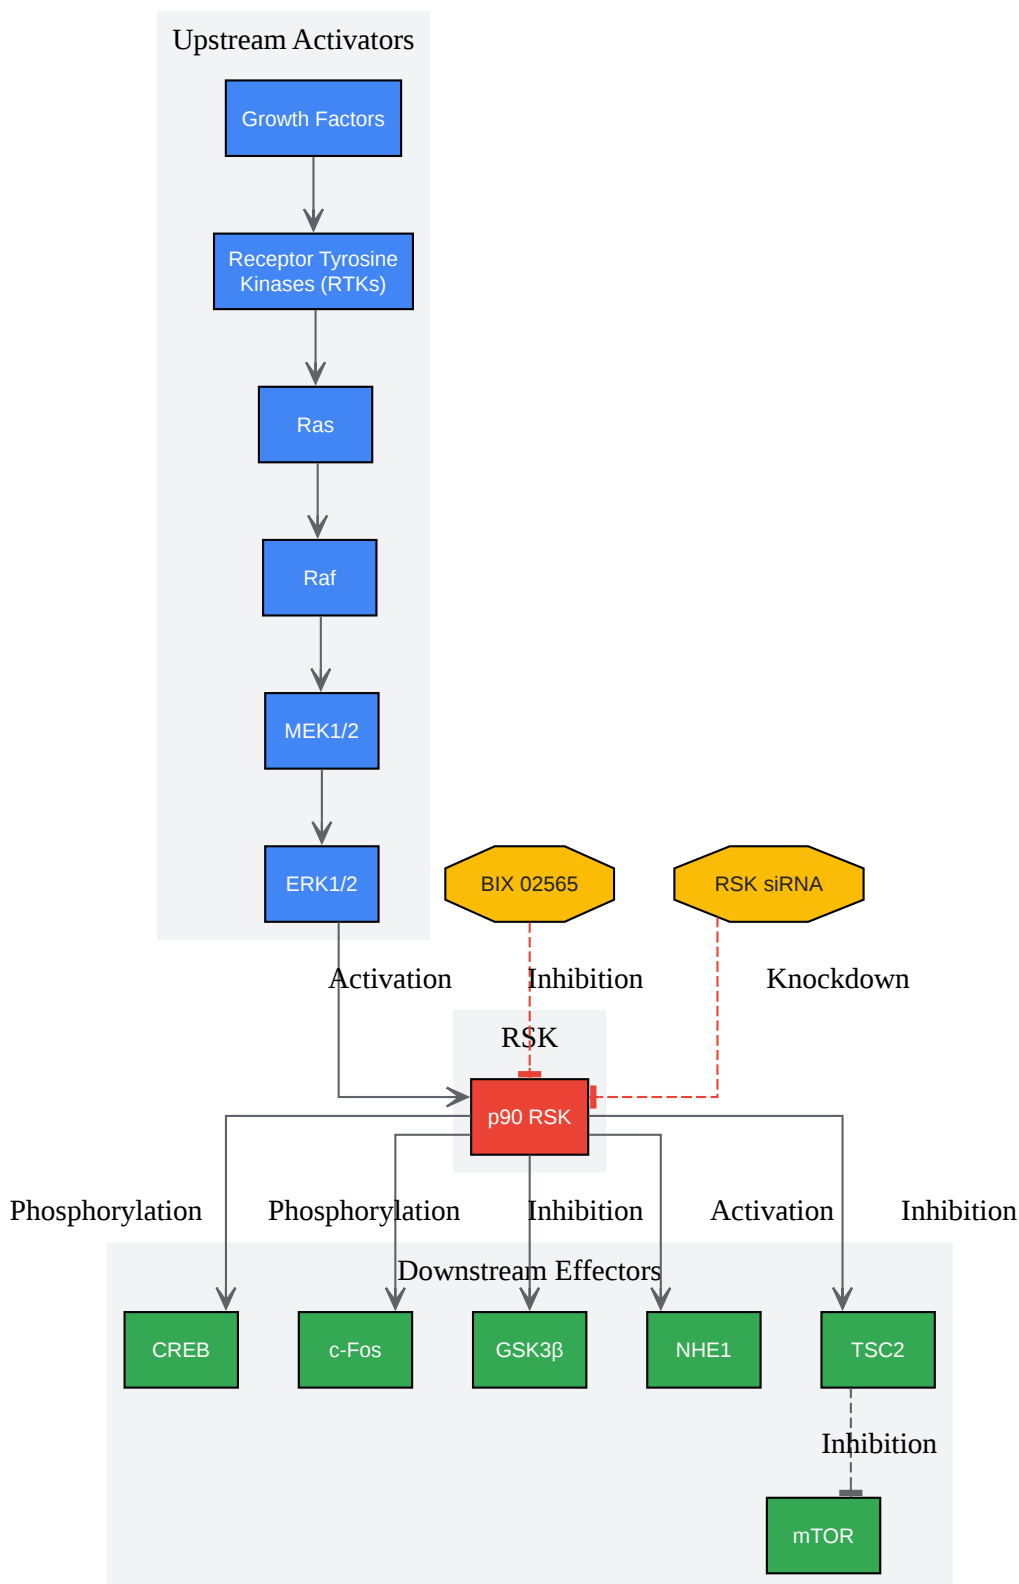 Upstream Activators
Growth Factors
Receptor Tyrosine
Kinases (RTKs)
Ras
Raf
MEK1/2
ERK1/2
BIX 02565
RSK siRNA
Activation
Inhibition
Knockdown
RSK
p90 RSK
Phosphorylation
Phosphorylation
Inhibition
Activation
Inhibition
Downstream Effectors
CREB
c-Fos
GSK3β
NHE1
TSC2
Inhibition
mTOR